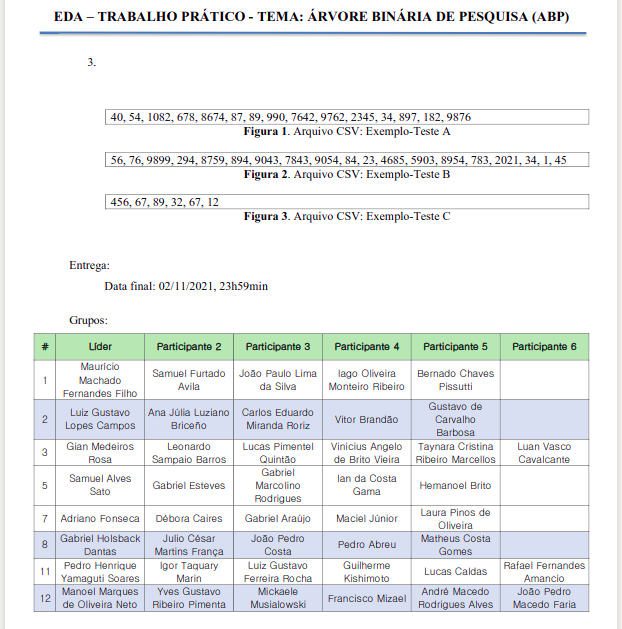 EDA – TRABALHO PRÁTICO - TEMA: ÁRVORE BINÁRIA DE PESQUISA (ABP)
3.
40, 54, 1082, 678, 8674, 87, 89, 990, 7642, 9762, 2345, 34, 897, 182, 9876
Figura 1. Arquivo CSV: Exemplo-Teste A
56, 76, 9899, 294, 8759, 894, 9043, 7843, 9054, 84, 23, 4685, 5903, 8954, 783, 2021, 34, 1, 45
Figura 2. Arquivo CSV: Exemplo-Teste B
456, 67, 89, 32, 67, 12
Figura 3. Arquivo CSV: Exemplo-Teste C
Entrega:
Data final: 02/11/2021, 23h59min
Grupos:
# Líder Participante 2 Participante 3 Participante 4 Participante 5 Participante 6
1
Maurício
Machado
Fernandes Filho
Samuel Furtado
Avila
João Paulo Lima
da Silva
Iago Oliveira
Monteiro Ribeiro
Bernado Chaves
Pissutti
2
Luiz Gustavo
Lopes Campos
Ana Júlia Luziano
Briceño
Carlos Eduardo
Miranda Roriz
Vitor Brandão
Gustavo de
Carvalho
Barbosa
3
Gian Medeiros
Rosa
Leonardo
Sampaio Barros
Lucas Pimentel
Quintão
Vinicius Angelo
de Brito Vieira
Taynara Cristina
Ribeiro Marcellos
Luan Vasco
Cavalcante
5
Samuel Alves
Sato
Gabriel Esteves
Gabriel
Marcolino
Rodrigues
Ian da Costa
Gama
Hemanoel Brito
7
Adriano Fonseca
Débora Caires
Gabriel Araújo
Maciel Júnior
Laura Pinos de
Oliveira
8
Gabriel Holsback
Dantas
Julio César
Martins França
João Pedro
Costa
Pedro Abreu
Matheus Costa
Gomes
11
Pedro Henrique
Yamaguti Soares
Igor Taquary
Marin
Luiz Gustavo
Ferreira Rocha
Guilherme
Kishimoto
Lucas Caldas
Rafael Fernandes
Amancio
12
Manoel Marques
de Oliveira Neto
Yves Gustavo
Ribeiro Pimenta
Mickaele
Musialowski
Francisco Mizael
André Macedo
Rodrigues Alves
João Pedro
Macedo Faria